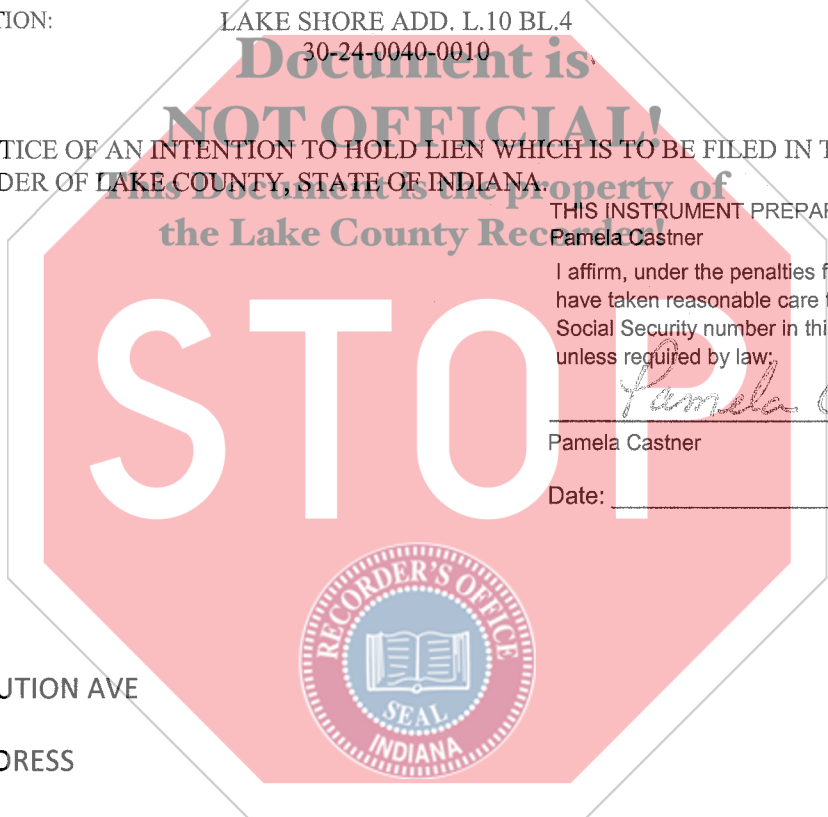 TION: LAKE SHORE ADD. L.10 BL.4
30-24-0040-0010
Document is
NOT OFFICIAL!
TICE OF AN INTENTION TO HOLD LIEN WHICH IS TO BE FILED IN T
DER OF LAKE COUNTY, STATE OF INDIANA.
This Document is the property of
the Lake County Recorder!
THIS INSTRUMENT PREPAR
Pamela Castner
I affirm, under the penalties f
have taken reasonable care t
Social Security number in thi
unless required by law:
Pamela C
Pamela Castner
Date:
STOP
RECORDER'S OFFICE
SEAL
INDIANA
UTION AVE
DRESS